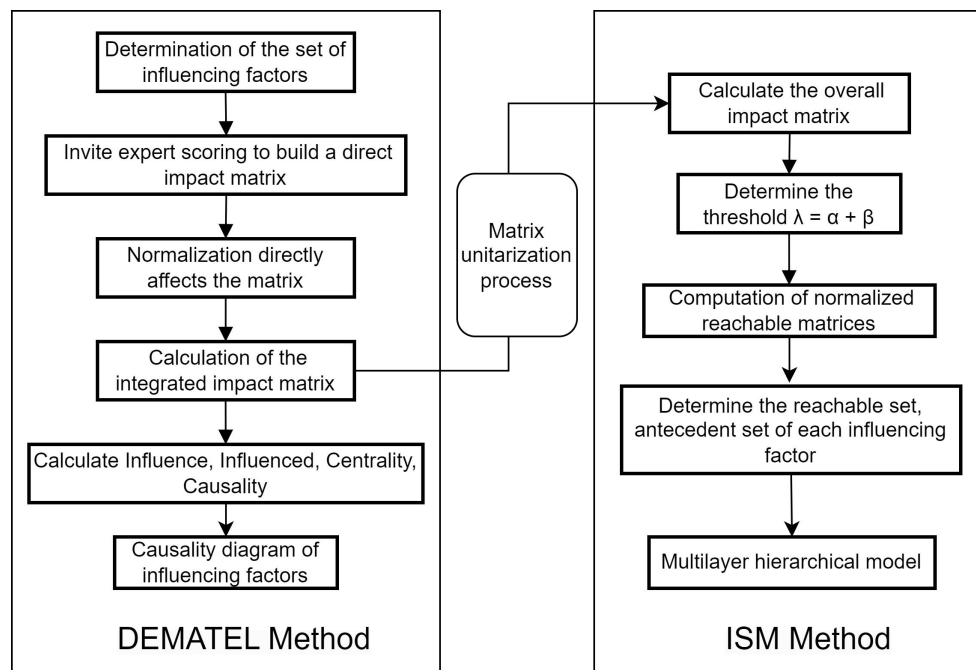 Determination of the set of
influencing factors
Invite expert scoring to build a direct
impact matrix
Normalization directly
affects the matrix
Calculation of the
integrated impact matrix
Calculate Influence, Influenced, Centrality,
Causality
Causality diagram of
influencing factors
DEMATEL Method
Matrix
unitarization
process
Calculate the overall
impact matrix
Determine the
threshold λ = α + β
Computation of normalized
reachable matrices
Determine the reachable set,
antecedent set of each influencing
factor
Multilayer hierarchical model
ISM Method